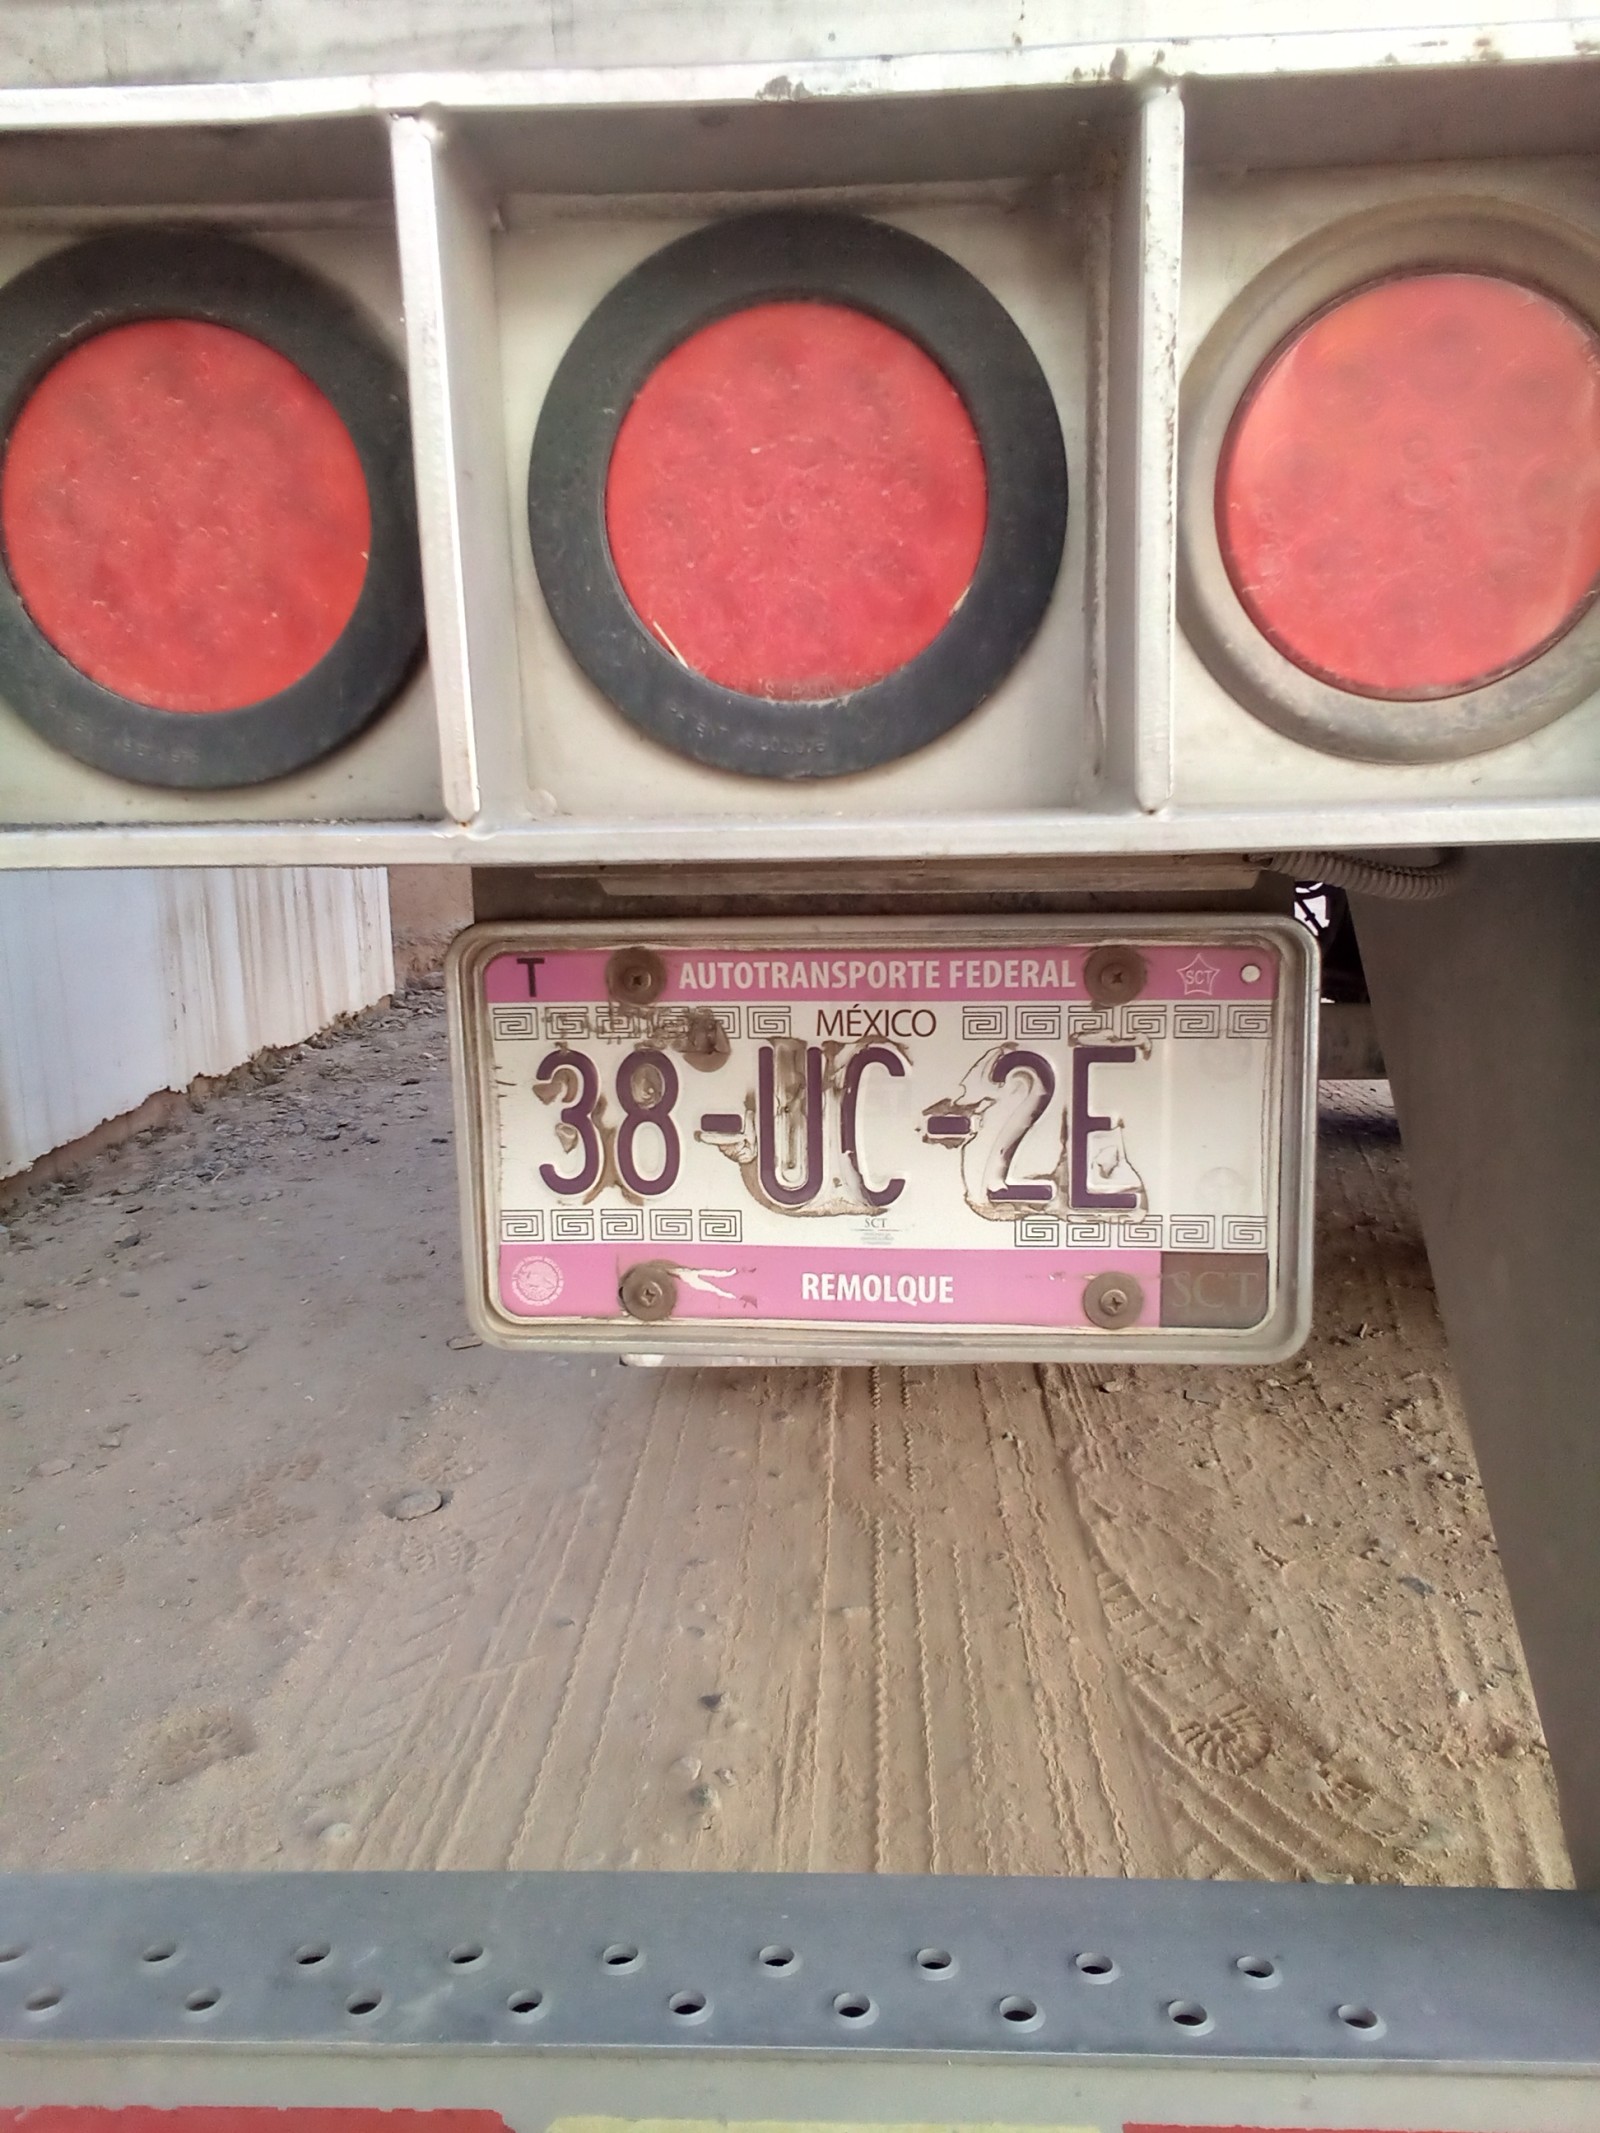 T AUTOTRANSPORTE FEDERAL SCT
MÉXICO
38-UC-2E
SCT
REMOLQUE SCT